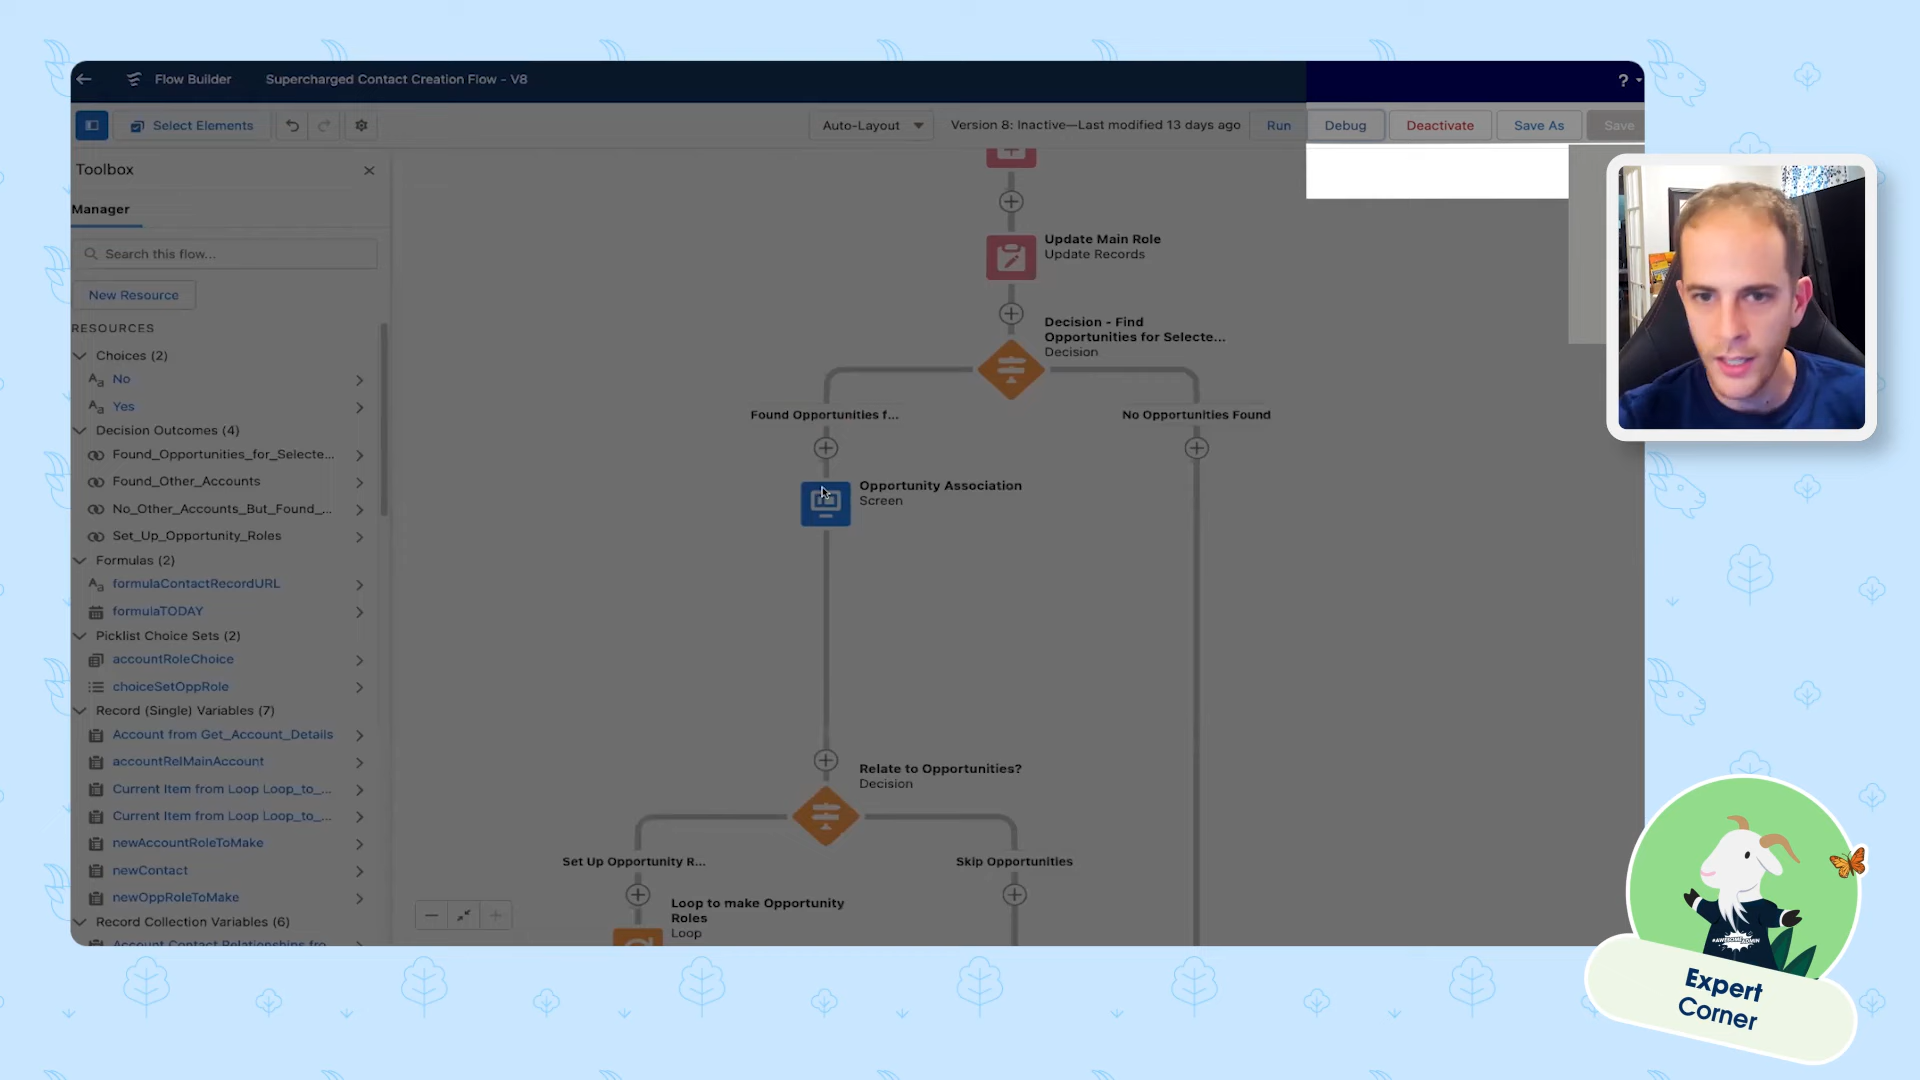 Flow Builder
Supercharged Contact Creation Flow - V8
?
Select Elements
Auto-Layout
Version 8: Inactive—Last modified 13 days ago
Run
Debug
Deactivate
Save As
Save
Toolbox
Manager
Search this flow...
New Resource
RESOURCES
Choices (2)
No
Yes
Decision Outcomes (4)
Found_Opportunities_for_Selecte...
Found_Other_Accounts
No_Other_Accounts_But_Found_...
Set_Up_Opportunity_Roles
Formulas (2)
formulaContactRecordURL
formulaTODAY
Picklist Choice Sets (2)
accountRoleChoice
choiceSetOppRole
Record (Single) Variables (7)
Account from Get_Account_Details
accountRelMainAccount
Current Item from Loop Loop_to_...
Current Item from Loop Loop_to_...
newAccountRoleToMake
newContact
newOppRoleToMake
Record Collection Variables (6)
Account Contact Relationships fro
Update Main Role
Update Records
Decision - Find
Opportunities for Selecte...
Decision
Found Opportunities f...
No Opportunities Found
Opportunity Association
Screen
Relate to Opportunities?
Decision
Set Up Opportunity R...
Skip Opportunities
Loop to make Opportunity
Roles
Loop
#AWESOMEADMIN
Expert
Corner